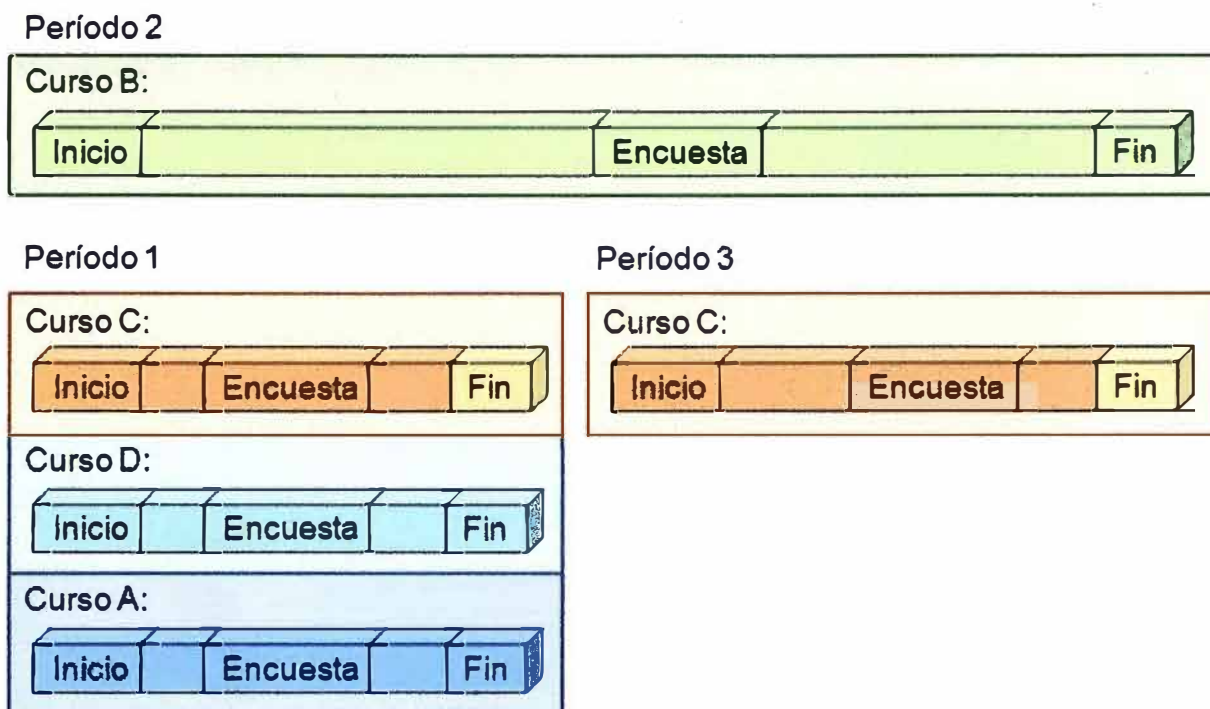 Período 2
Curso B:
Inicio Encuesta Fin
Período 1
Curso C:
Inicio Encuesta Fin
Curso D:
Inicio Encuesta Fin
Curso A:
Inicio Encuesta Fin
Período 3
Curso C:
Inicio Encuesta Fin